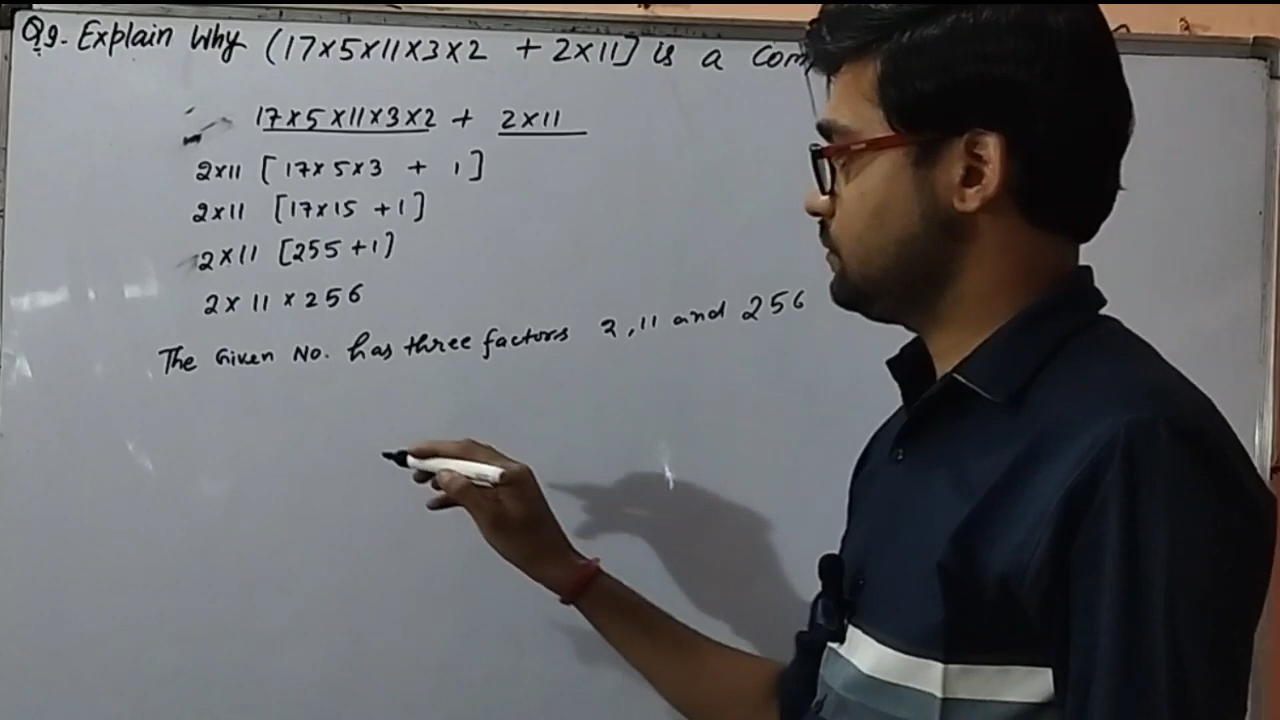 Q9. Explain Why (17×5×11×3×2 + 2×11) is a Com
17×5×11×3×2 + 2×11
2×11 [17×5×3 + 1]
2×11 [17×15 +1]
2×11 [255+1]
2×11×256
The Given No. has three factors 2,11 and 256